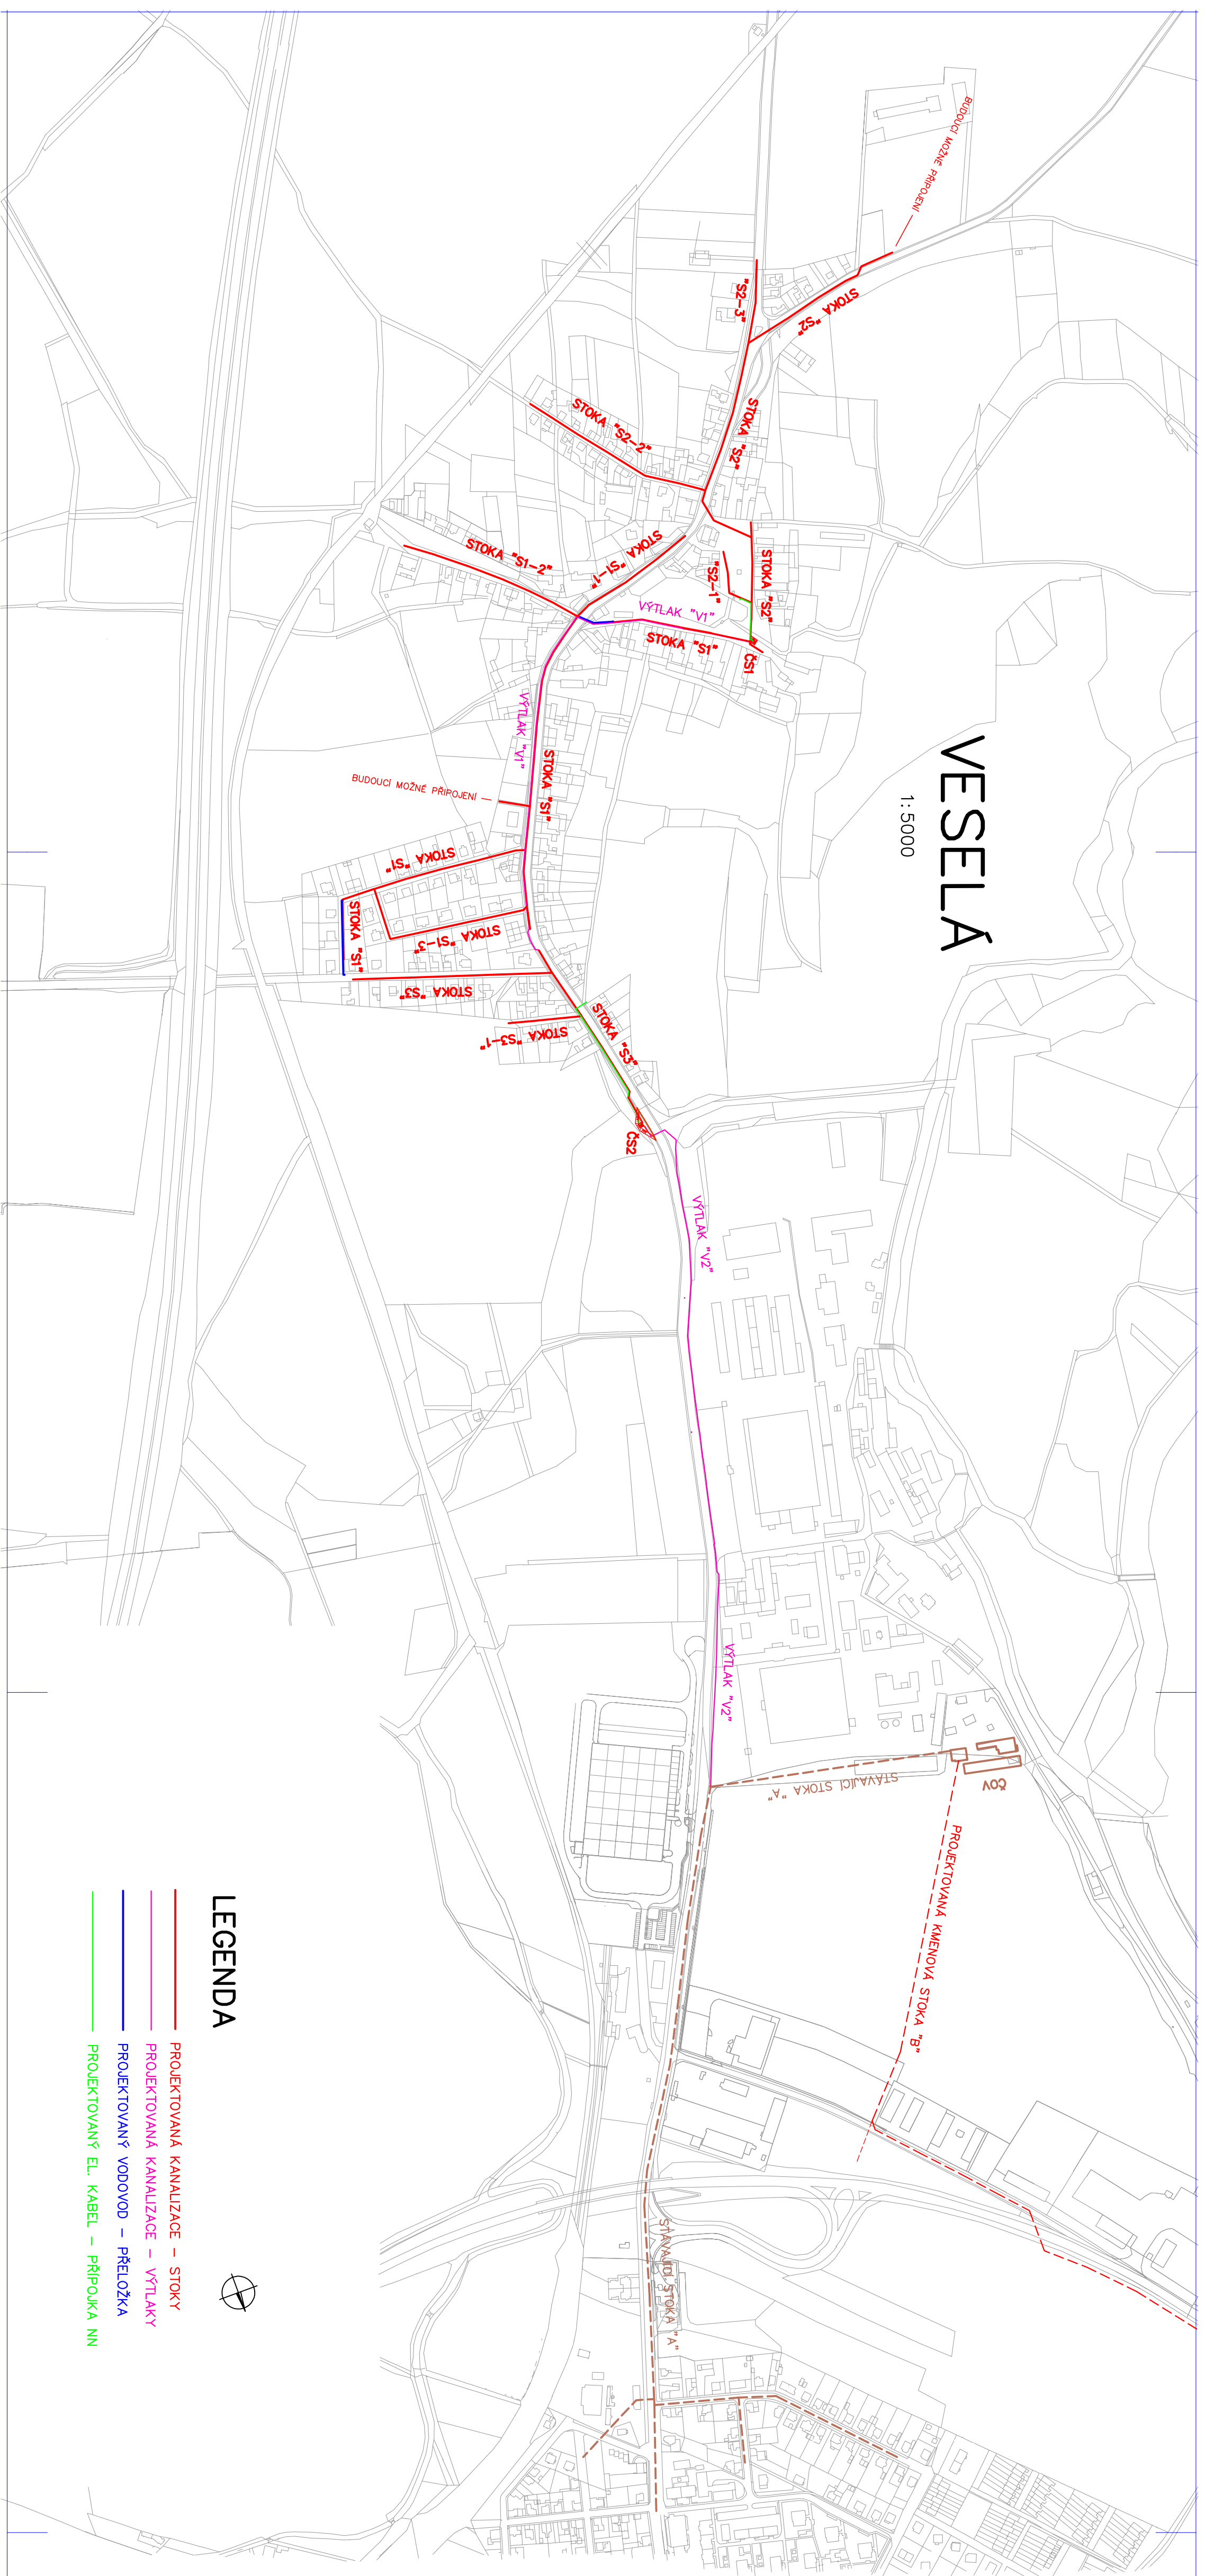 VESELÁ
1:5000
BUDOUCÍ MOŽNÉ PŘIPOJENÍ
STOKA "S2"
"S2-3"
STOKA "S2"
STOKA "S2-2"
STOKA "S2"
"S2-1"
STOKA "S1-1"
STOKA "S1-2"
VÝTLAK "V1"
STOKA "S1"
ČS1
VÝTLAK "V1"
STOKA "S1"
BUDOUCÍ MOŽNÉ PŘIPOJENÍ
STOKA "S1"
STOKA "S1-3"
STOKA "S1"
STOKA "S3"
STOKA "S3-1"
STOKA "S3"
ČS2
VÝTLAK "V2"
VÝTLAK "V2"
STÁVAJÍCÍ STOKA "A"
ČOV
PROJEKTOVANÁ KMENOVÁ STOKA "B"
STÁVAJÍCÍ STOKA "A"
LEGENDA
PROJEKTOVANÁ KANALIZACE – STOKY
PROJEKTOVANÁ KANALIZACE – VÝTLAKY
PROJEKTOVANÝ VODOVOD – PŘELOŽKA
PROJEKTOVANÝ EL. KABEL – PŘÍPOJKA NN